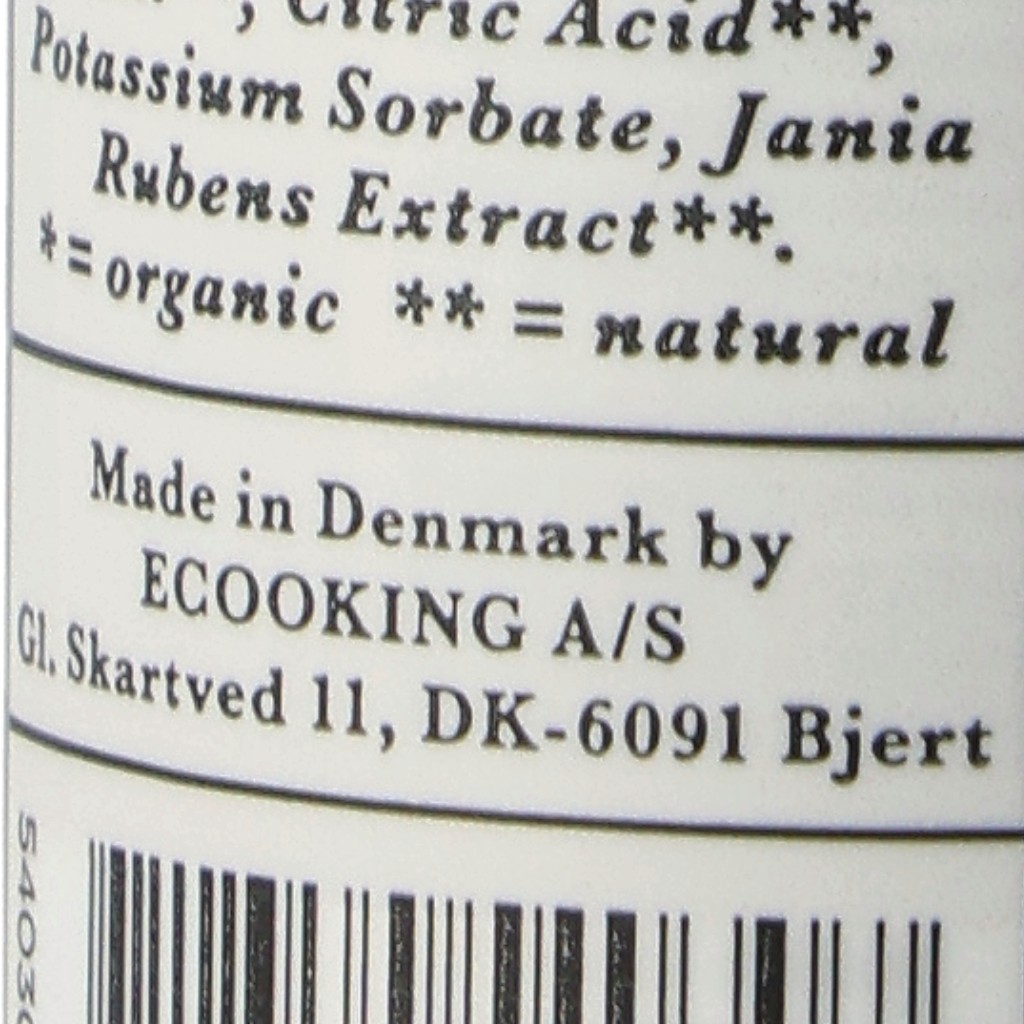 Citric Acid**,
Potassium Sorbate, Jania
Rubens Extract**.
*=organic ** = natural
Made in Denmark by
ECOOKING A/S
Gl. Skartved 11, DK-6091 Bjert
54030